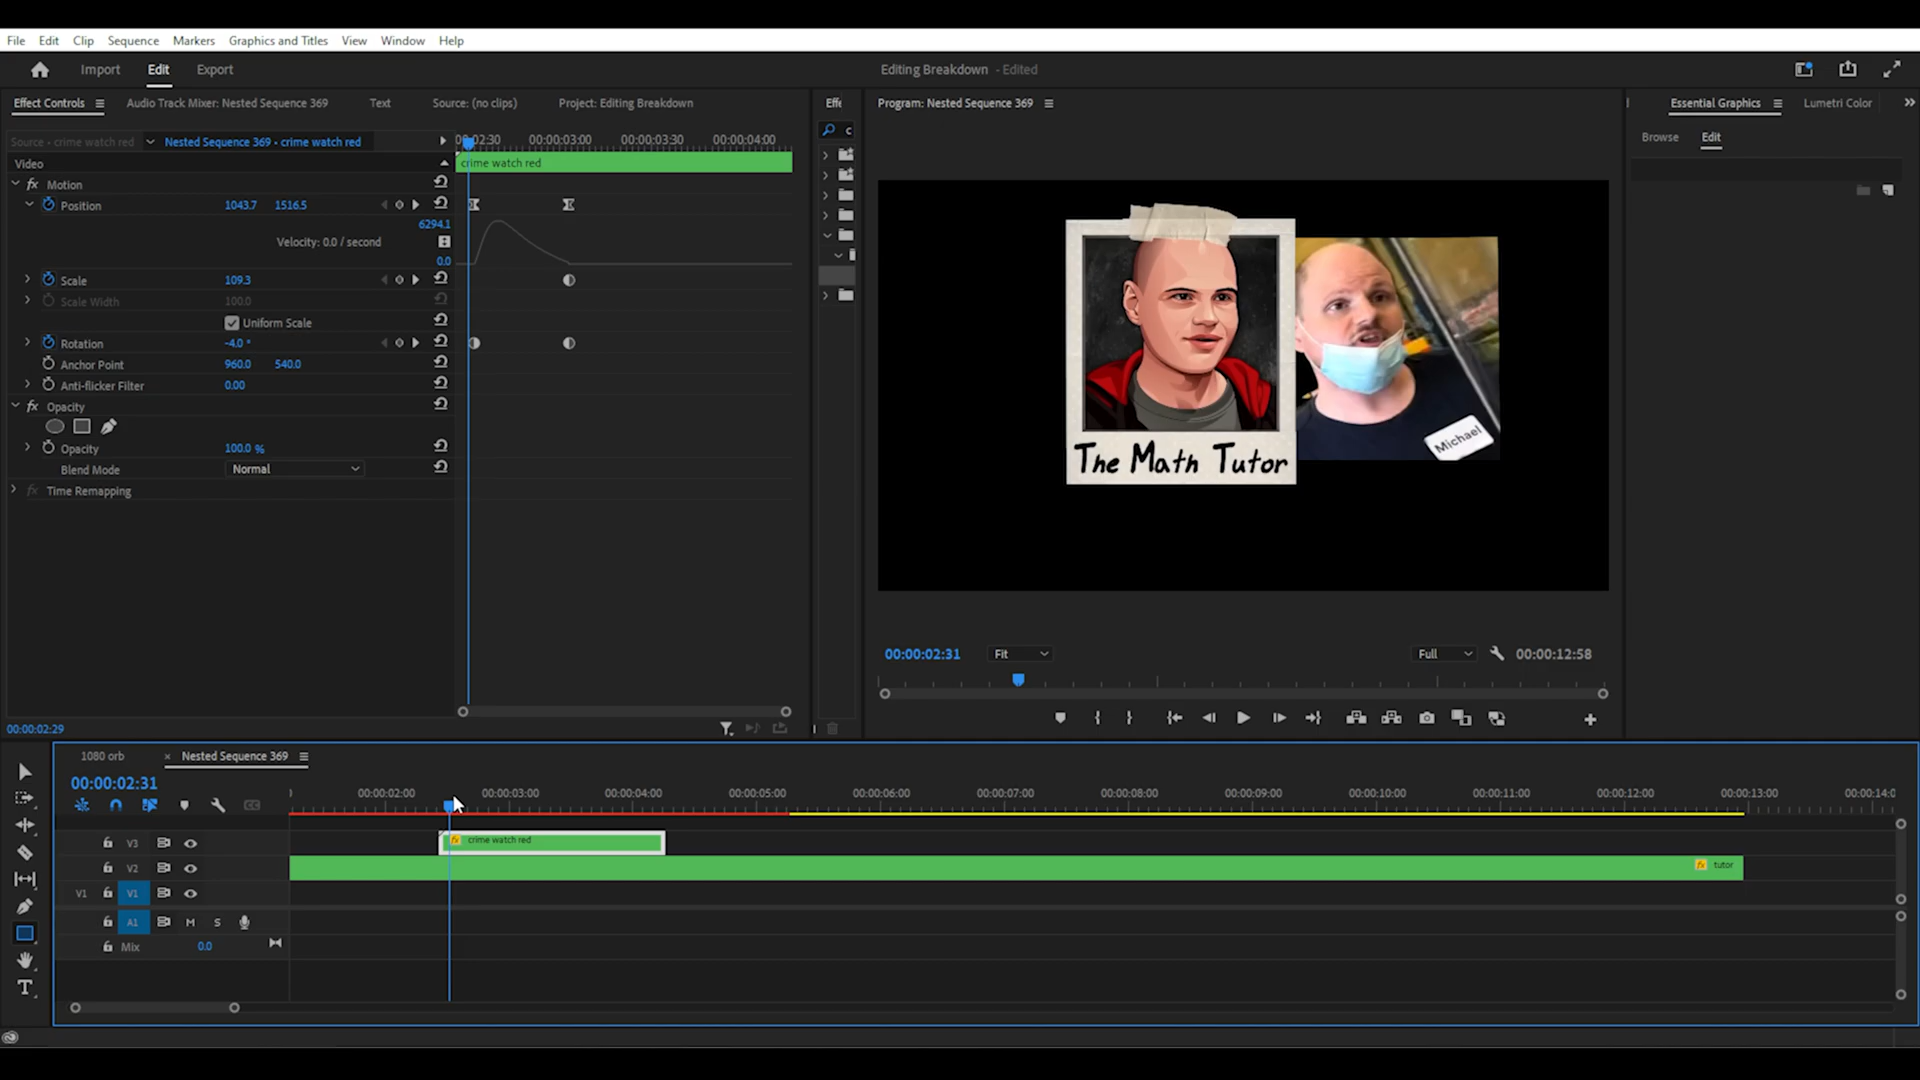 File Edit Clip Sequence Markers Graphics and Titles View Window Help
Import Edit Export Editing Breakdown - Edited
Effect Controls Audio Track Mixer: Nested Sequence 369 Text Source: (no clips) Project: Editing Breakdown Effe Program: Nested Sequence 369 Essential Graphics Lumetri Color
Browse Edit
Source - crime watch red Nested Sequence 369 - crime watch red 00:02:30 00:00:03:00 00:00:03:30 00:00:04:00
Video crime watch red
fx Motion
Position 1043.7 1516.5
6294.1
Velocity: 0.0 / second
0.0
Scale 109.3
Scale Width 100.0
Uniform Scale
Rotation -4.0 °
Anchor Point 960.0 540.0
Anti-flicker Filter 0.00
fx Opacity
Opacity 100.0 %
Blend Mode Normal
fx Time Remapping
The Math Tutor
Michael
00:00:02:31 Fit Full 00:00:12:58
00:00:02:29
1080 orb × Nested Sequence 369
00:00:02:31
00:00:02:00 00:00:03:00 00:00:04:00 00:00:05:00 00:00:06:00 00:00:07:00 00:00:08:00 00:00:09:00 00:00:10:00 00:00:11:00 00:00:12:00 00:00:13:00 00:00:14:0
CC
V3 fx crime watch red
V2 fx tutor
V1 V1
A1 M S
Mix 0.0